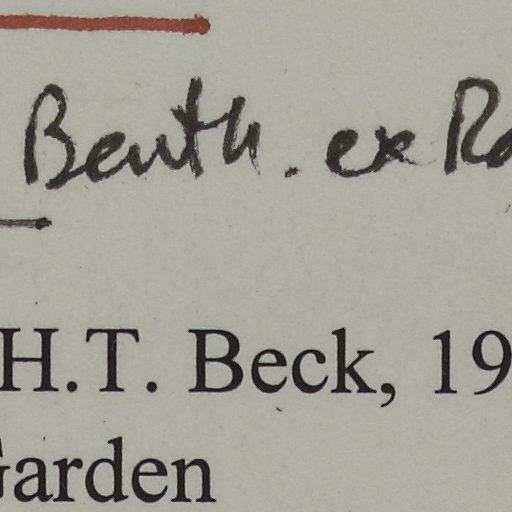 Benth. ex
H.T. Beck, 19
Garden